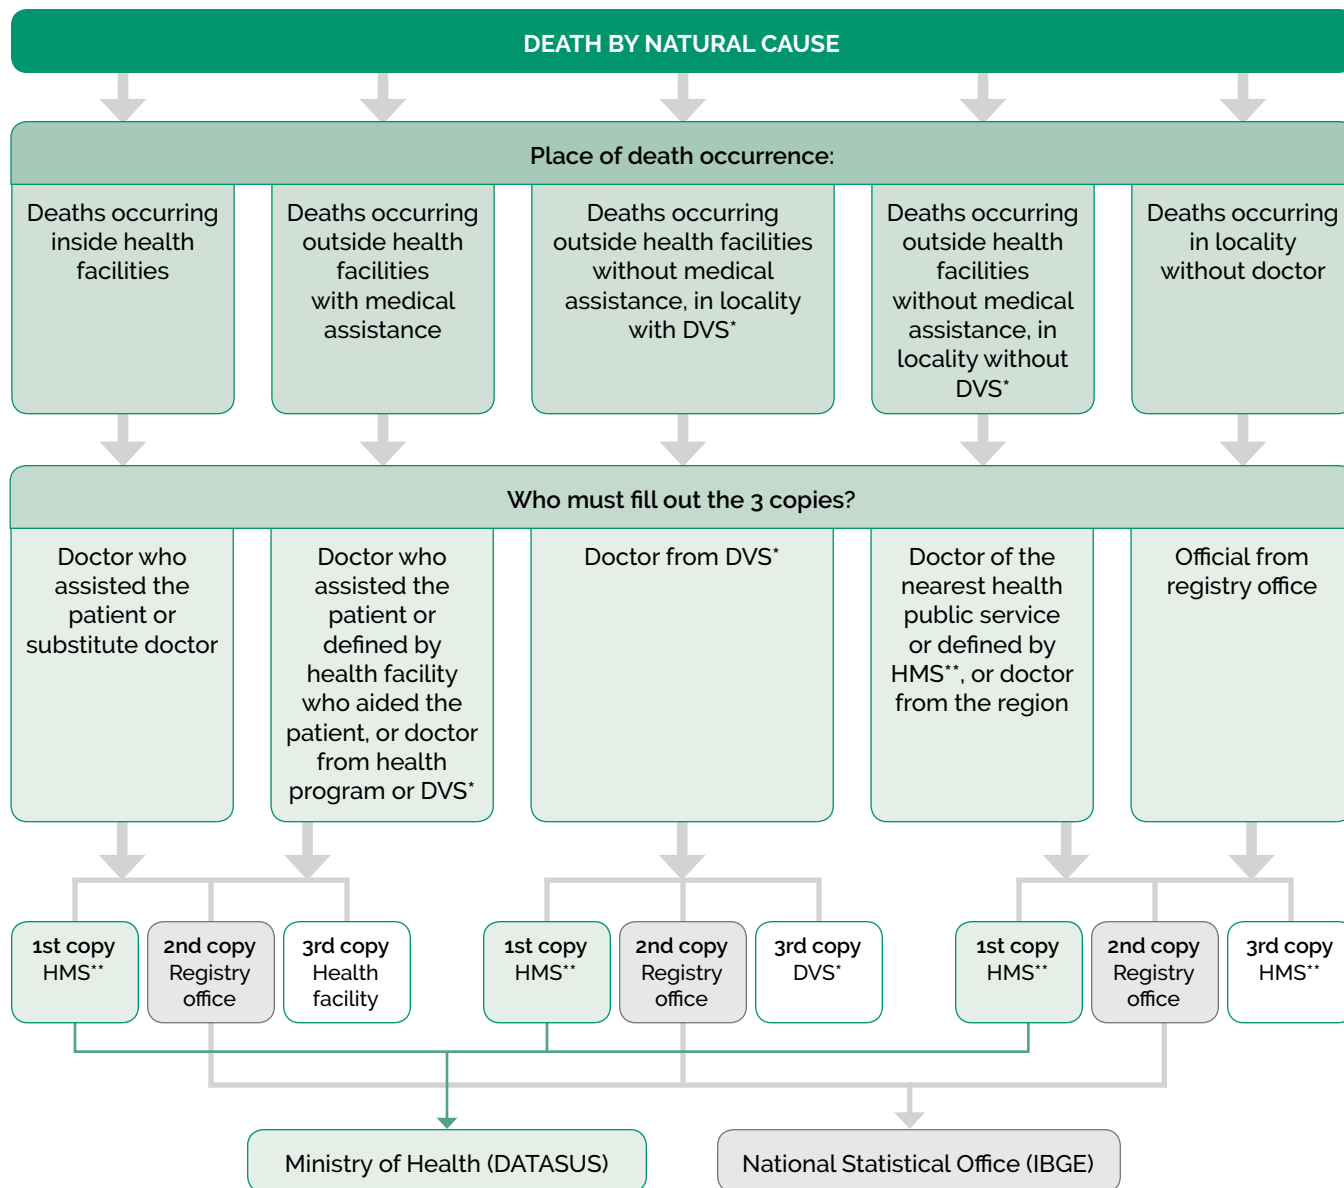 DEATH BY NATURAL CAUSE
Place of death occurrence:
Deaths occurring
inside health
facilities
Deaths occurring
outside health
facilities
with medical
assistance
Deaths occurring
outside health facilities
without medical
assistance, in locality
with DVS*
Deaths occurring
outside health
facilities
without medical
assistance, in
locality without
DVS*
Deaths occurring
in locality
without doctor
Who must fill out the 3 copies?
Doctor who
assisted the
patient or
substitute doctor
Doctor who
assisted the
patient or
defined by
health facility
who aided the
patient, or doctor
from health
program or DVS*
Doctor from DVS*
Doctor of the
nearest health
public service
or defined by
HMS**, or doctor
from the region
Official from
registry office
1st copy
HMS**
2nd copy
Registry
office
3rd copy
Health
facility
1st copy
HMS**
2nd copy
Registry
office
3rd copy
DVS*
1st copy
HMS**
2nd copy
Registry
office
3rd copy
HMS**
Ministry of Health (DATASUS)
National Statistical Office (IBGE)